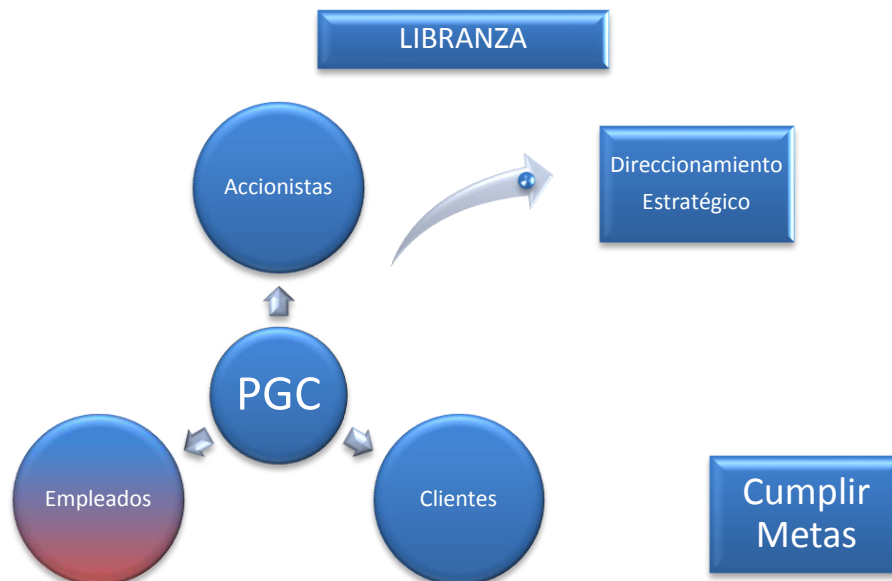 LIBRANZA
Accionistas
Direccionamiento
Estratégico
PGC
Empleados
Clientes
Cumplir
Metas